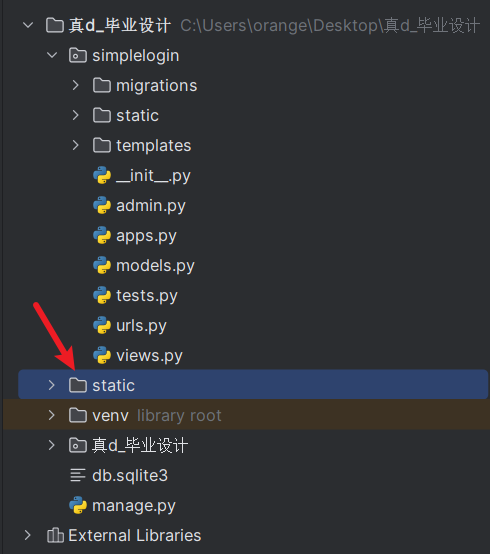 真d_毕业设计 C:\Users\orange\Desktop\真d_毕业设计
simplelogin
migrations
static
templates
__init__.py
admin.py
apps.py
models.py
tests.py
urls.py
views.py
static
venv library root
真d_毕业设计
db.sqlite3
manage.py
External Libraries